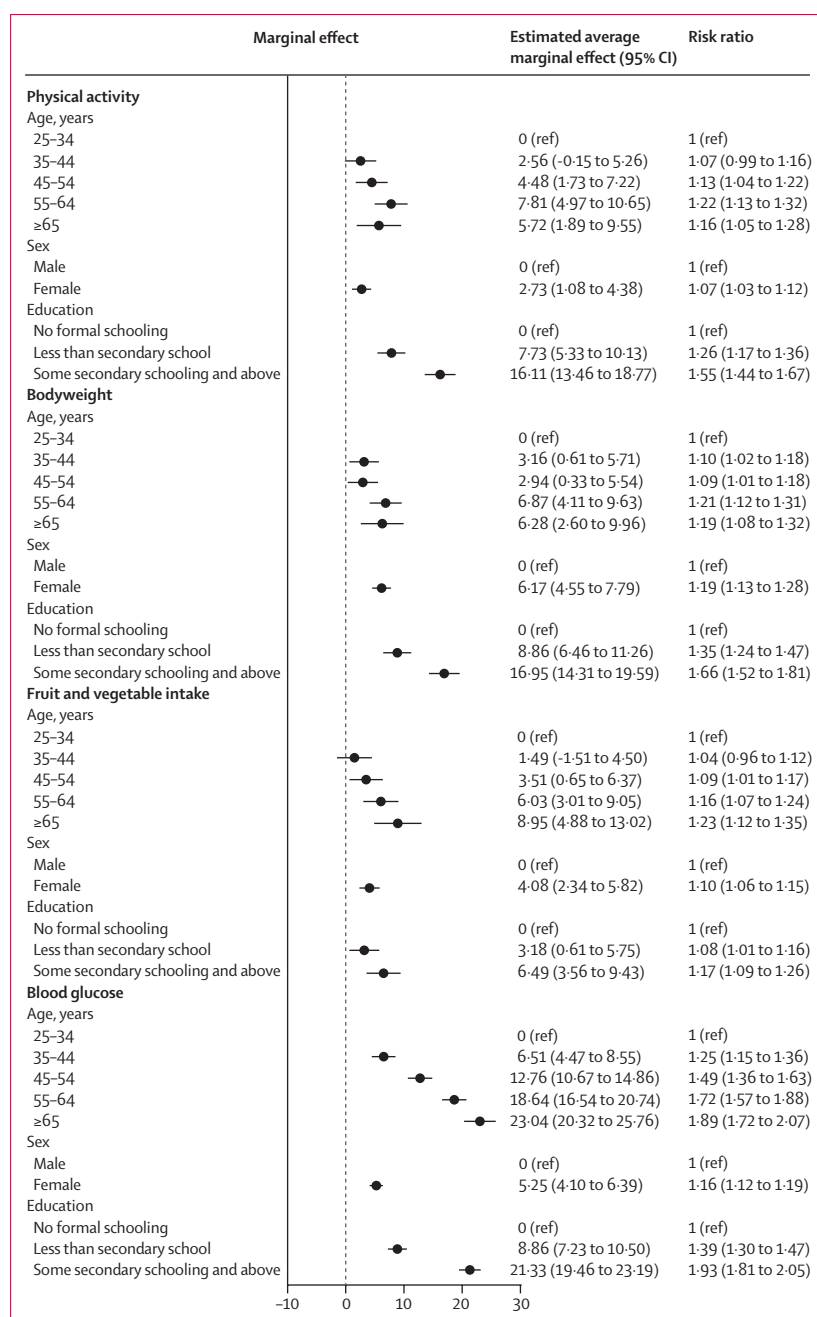 Marginal effect Estimated average marginal effect (95% CI) Risk ratio
Physical activity
Age, years
25–34 0 (ref) 1 (ref)
35–44 2·56 (-0·15 to 5·26) 1·07 (0·99 to 1·16)
45–54 4·48 (1·73 to 7·22) 1·13 (1·04 to 1·22)
55–64 7·81 (4·97 to 10·65) 1·22 (1·13 to 1·32)
≥65 5·72 (1·89 to 9·55) 1·16 (1·05 to 1·28)
Sex
Male 0 (ref) 1 (ref)
Female 2·73 (1·08 to 4·38) 1·07 (1·03 to 1·12)
Education
No formal schooling 0 (ref) 1 (ref)
Less than secondary school 7·73 (5·33 to 10·13) 1·26 (1·17 to 1·36)
Some secondary schooling and above 16·11 (13·46 to 18·77) 1·55 (1·44 to 1·67)
Bodyweight
Age, years
25–34 0 (ref) 1 (ref)
35–44 3·16 (0·61 to 5·71) 1·10 (1·02 to 1·18)
45–54 2·94 (0·33 to 5·54) 1·09 (1·01 to 1·18)
55–64 6·87 (4·11 to 9·63) 1·21 (1·12 to 1·31)
≥65 6·28 (2·60 to 9·96) 1·19 (1·08 to 1·32)
Sex
Male 0 (ref) 1 (ref)
Female 6·17 (4·55 to 7·79) 1·19 (1·13 to 1·28)
Education
No formal schooling 0 (ref) 1 (ref)
Less than secondary school 8·86 (6·46 to 11·26) 1·35 (1·24 to 1·47)
Some secondary schooling and above 16·95 (14·31 to 19·59) 1·66 (1·52 to 1·81)
Fruit and vegetable intake
Age, years
25–34 0 (ref) 1 (ref)
35–44 1·49 (-1·51 to 4·50) 1·04 (0·96 to 1·12)
45–54 3·51 (0·65 to 6·37) 1·09 (1·01 to 1·17)
55–64 6·03 (3·01 to 9·05) 1·16 (1·07 to 1·24)
≥65 8·95 (4·88 to 13·02) 1·23 (1·12 to 1·35)
Sex
Male 0 (ref) 1 (ref)
Female 4·08 (2·34 to 5·82) 1·10 (1·06 to 1·15)
Education
No formal schooling 0 (ref) 1 (ref)
Less than secondary school 3·18 (0·61 to 5·75) 1·08 (1·01 to 1·16)
Some secondary schooling and above 6·49 (3·56 to 9·43) 1·17 (1·09 to 1·26)
Blood glucose
Age, years
25–34 0 (ref) 1 (ref)
35–44 6·51 (4·47 to 8·55) 1·25 (1·15 to 1·36)
45–54 12·76 (10·67 to 14·86) 1·49 (1·36 to 1·63)
55–64 18·64 (16·54 to 20·74) 1·72 (1·57 to 1·88)
≥65 23·04 (20·32 to 25·76) 1·89 (1·72 to 2·07)
Sex
Male 0 (ref) 1 (ref)
Female 5·25 (4·10 to 6·39) 1·16 (1·12 to 1·19)
Education
No formal schooling 0 (ref) 1 (ref)
Less than secondary school 8·86 (7·23 to 10·50) 1·39 (1·30 to 1·47)
Some secondary schooling and above 21·33 (19·46 to 23·19) 1·93 (1·81 to 2·05)
−10 0 10 20 30